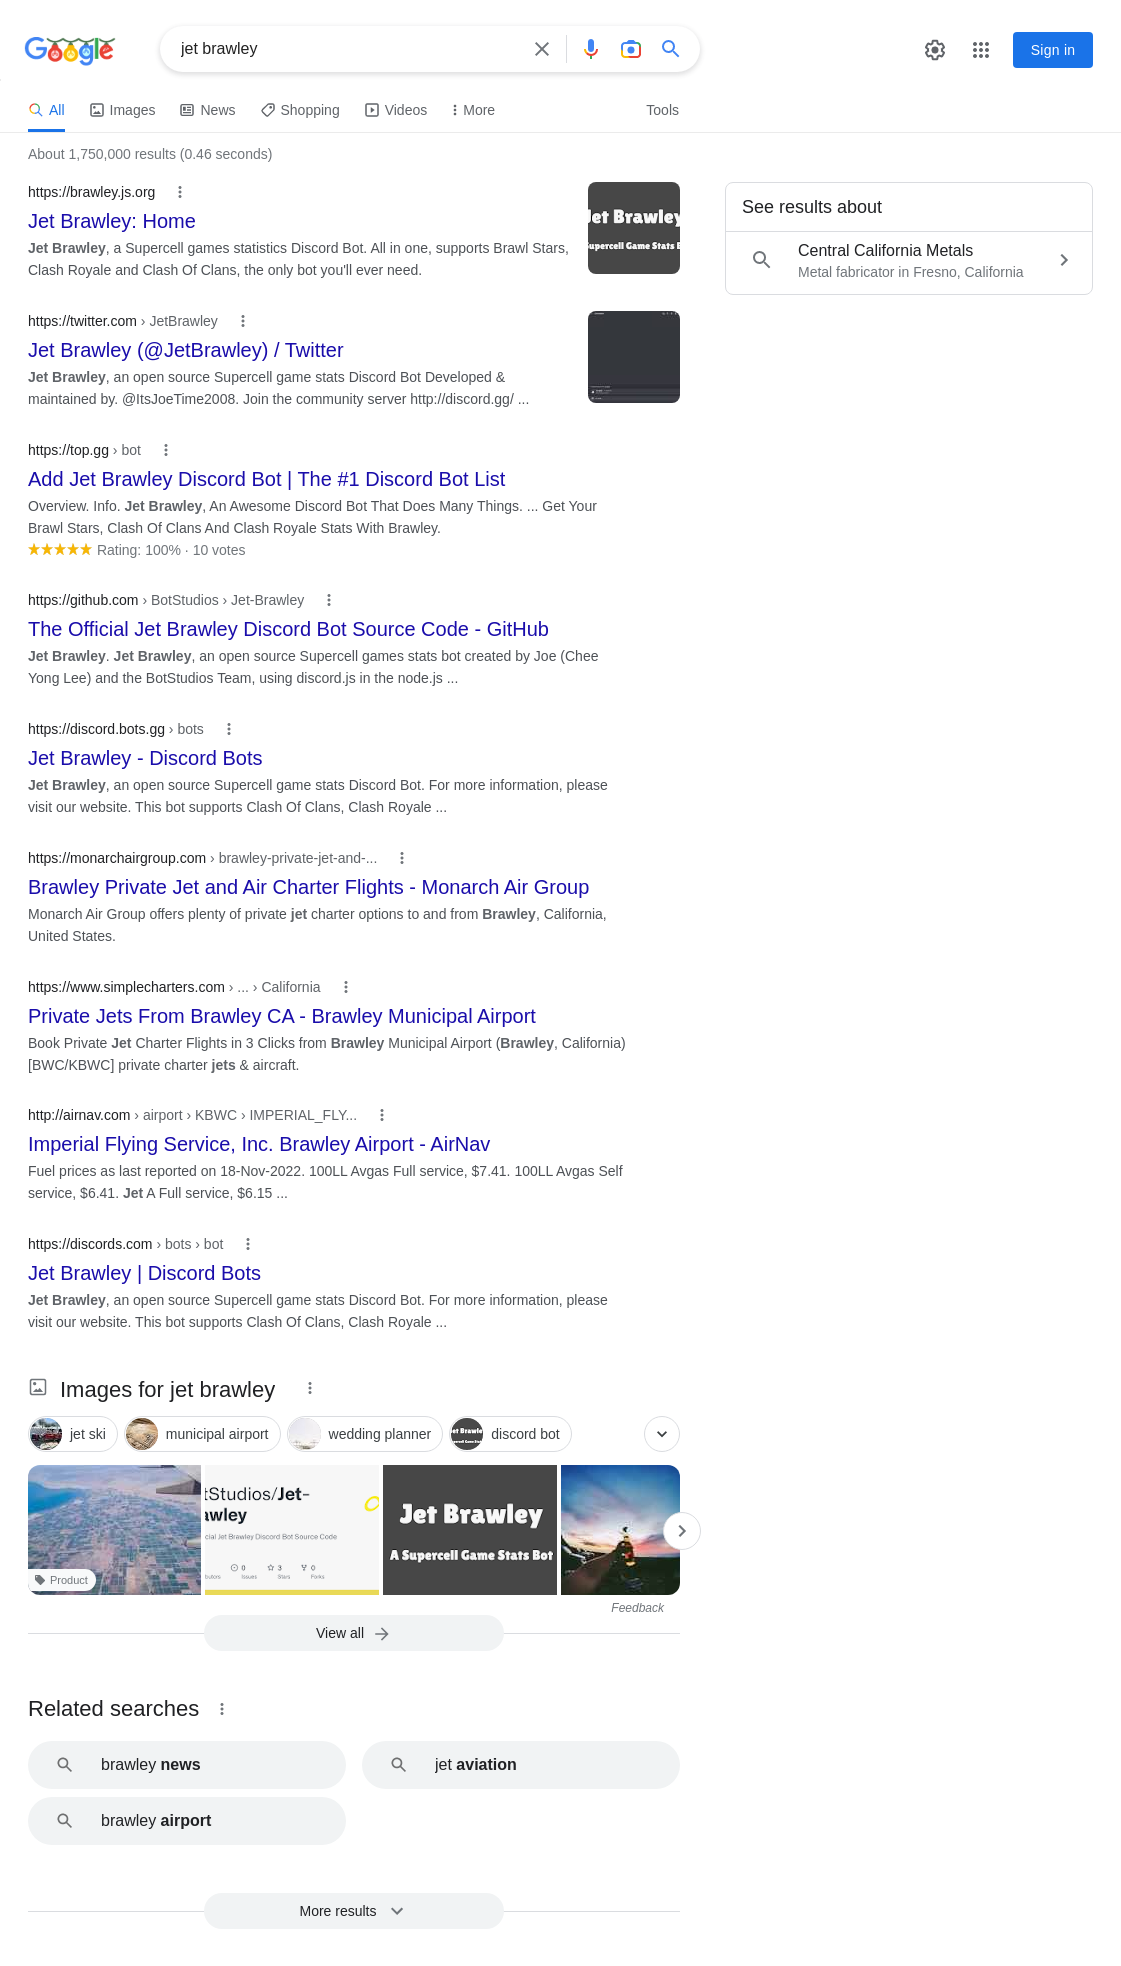 Google
jet brawley
Sign in
All
Images
News
Shopping
Videos
More
Tools
About 1,750,000 results (0.46 seconds)
https://brawley.js.org
Jet Brawley: Home
Jet Brawley, a Supercell games statistics Discord Bot. All in one, supports Brawl Stars,
Clash Royale and Clash Of Clans, the only bot you'll ever need.
Jet Brawley
Supercell Game Stats B
See results about
Central California Metals
Metal fabricator in Fresno, California
https://twitter.com › JetBrawley
Jet Brawley (@JetBrawley) / Twitter
Jet Brawley, an open source Supercell game stats Discord Bot Developed &
maintained by. @ItsJoeTime2008. Join the community server http://discord.gg/ ...
https://top.gg › bot
Add Jet Brawley Discord Bot | The #1 Discord Bot List
Overview. Info. Jet Brawley, An Awesome Discord Bot That Does Many Things. ... Get Your
Brawl Stars, Clash Of Clans And Clash Royale Stats With Brawley.
Rating: 100% · 10 votes
https://github.com › BotStudios › Jet-Brawley
The Official Jet Brawley Discord Bot Source Code - GitHub
Jet Brawley. Jet Brawley, an open source Supercell games stats bot created by Joe (Chee
Yong Lee) and the BotStudios Team, using discord.js in the node.js ...
https://discord.bots.gg › bots
Jet Brawley - Discord Bots
Jet Brawley, an open source Supercell game stats Discord Bot. For more information, please
visit our website. This bot supports Clash Of Clans, Clash Royale ...
https://monarchairgroup.com › brawley-private-jet-and-...
Brawley Private Jet and Air Charter Flights - Monarch Air Group
Monarch Air Group offers plenty of private jet charter options to and from Brawley, California,
United States.
https://www.simplecharters.com › ... › California
Private Jets From Brawley CA - Brawley Municipal Airport
Book Private Jet Charter Flights in 3 Clicks from Brawley Municipal Airport (Brawley, California)
[BWC/KBWC] private charter jets & aircraft.
http://airnav.com › airport › KBWC › IMPERIAL_FLY...
Imperial Flying Service, Inc. Brawley Airport - AirNav
Fuel prices as last reported on 18-Nov-2022. 100LL Avgas Full service, $7.41. 100LL Avgas Self
service, $6.41. Jet A Full service, $6.15 ...
https://discords.com › bots › bot
Jet Brawley | Discord Bots
Jet Brawley, an open source Supercell game stats Discord Bot. For more information, please
visit our website. This bot supports Clash Of Clans, Clash Royale ...
Images for jet brawley
jet ski
municipal airport
wedding planner
discord bot
Product
tStudios/Jet-
awley
cial Jet Brawley Discord Bot Source Code
0
3
0
Issues
Stars
Forks
Jet Brawley
A Supercell Game Stats Bot
Feedback
View all
Related searches
brawley news
jet aviation
brawley airport
More results